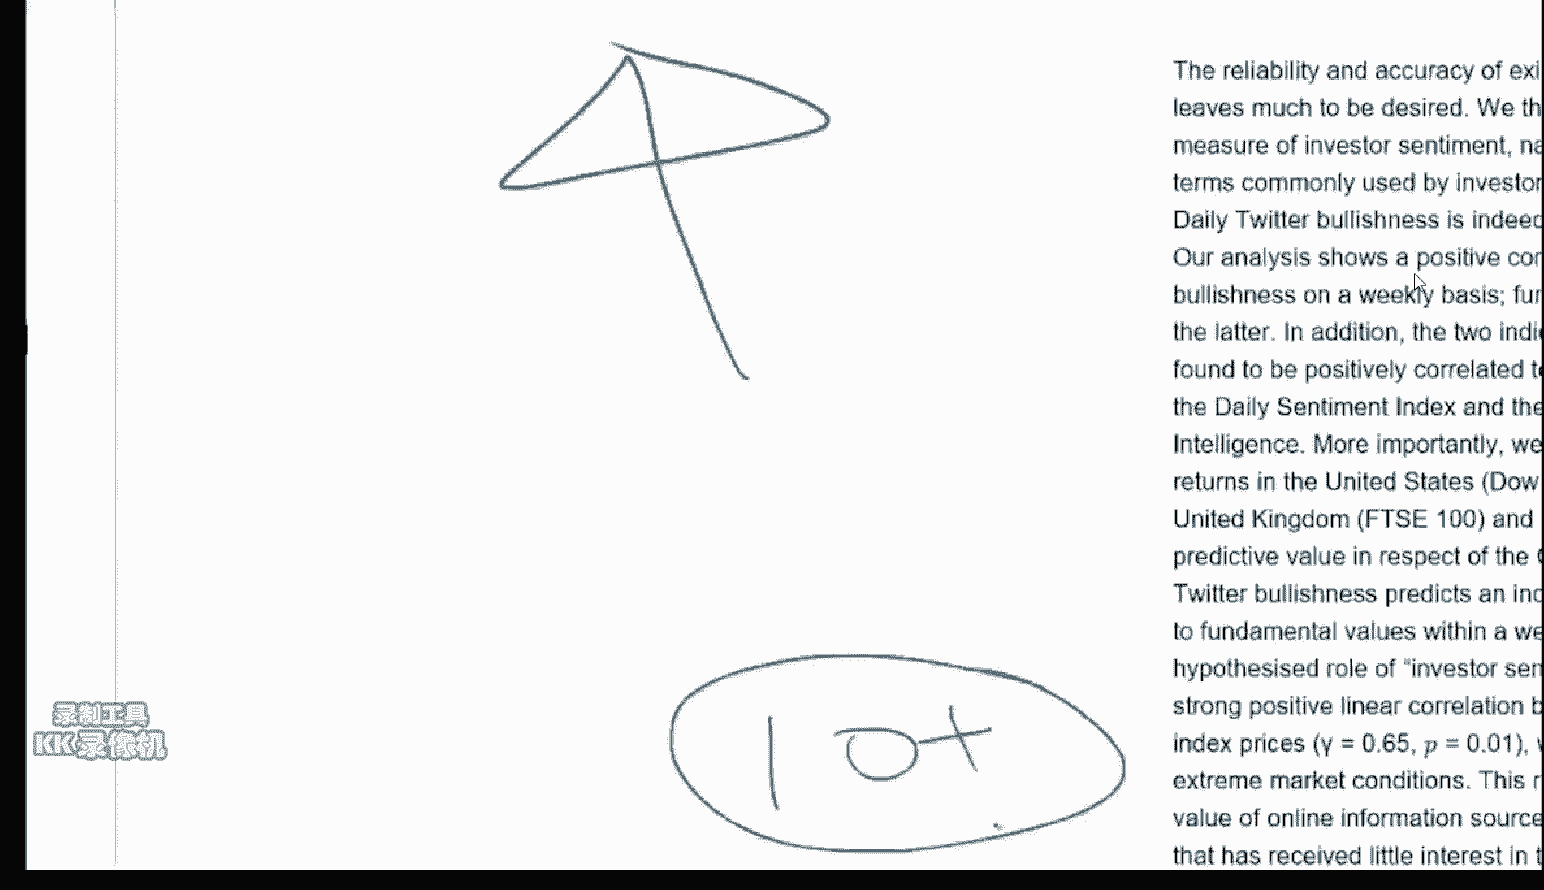 The reliability and accuracy of exi
leaves much to be desired. We th
measure of investor sentiment, na
terms commonly used by investor
Daily Twitter bullishness is indeed
Our analysis shows a positive cor
bullishness on a weekly basis; fur
the latter. In addition, the two indi
found to be positively correlated t
the Daily Sentiment Index and the
Intelligence. More importantly, we
returns in the United States (Dow
United Kingdom (FTSE 100) and
predictive value in respect of the
Twitter bullishness predicts an inc
to fundamental values within a we
hypothesised role of "investor sen
strong positive linear correlation b
index prices (γ = 0.65, p = 0.01),
extreme market conditions. This r
value of online information source
that has received little interest in t
10+
录制工具
KK录像机